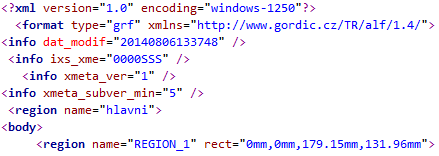 <?xml version="1.0" encoding="windows-1250"?>
<format type="grf" xmlns="http://www.gordic.cz/TR/alf/1.4/">
<info dat_modif="20140806133748" />
<info ixs_xme="0000SSS" />
<info xmeta_ver="1" />
<info xmeta_subver_min="5" />
<region name="hlavni">
<body>
<region name="REGION_1" rect="0mm,0mm,179.15mm,131.96mm">